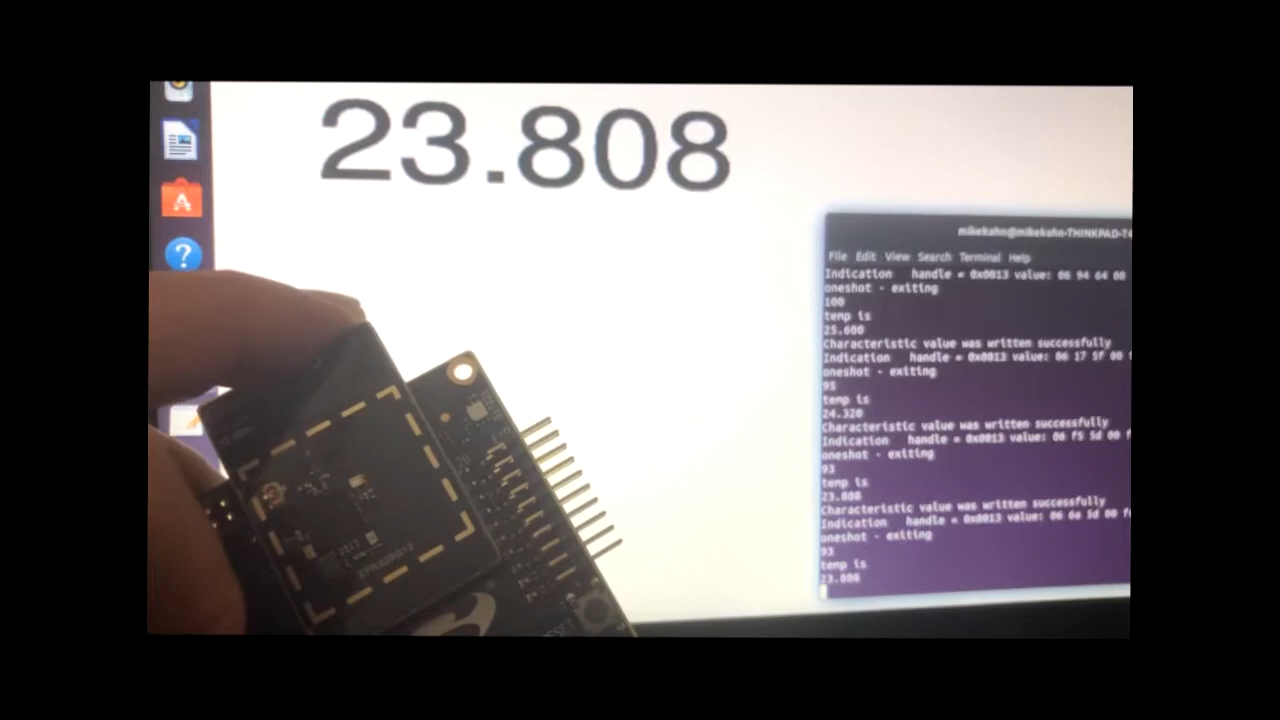 23.808
mikekahn@mikekahn-THINKPAD-T4
File Edit View Search Terminal Help
Indication handle = 0x0013 value: 06 94 64 00
oneshot - exiting
100
temp is
25.600
Characteristic value was written successfully
Indication handle = 0x0013 value: 06 17 5f 00 f
oneshot - exiting
95
temp is
24.320
Characteristic value was written successfully
Indication handle = 0x0013 value: 06 f5 5d 00 f
oneshot - exiting
93
temp is
23.808
Characteristic value was written successfully
Indication handle = 0x0013 value: 06 6a 5d 00 f
oneshot - exiting
93
temp is
23.808